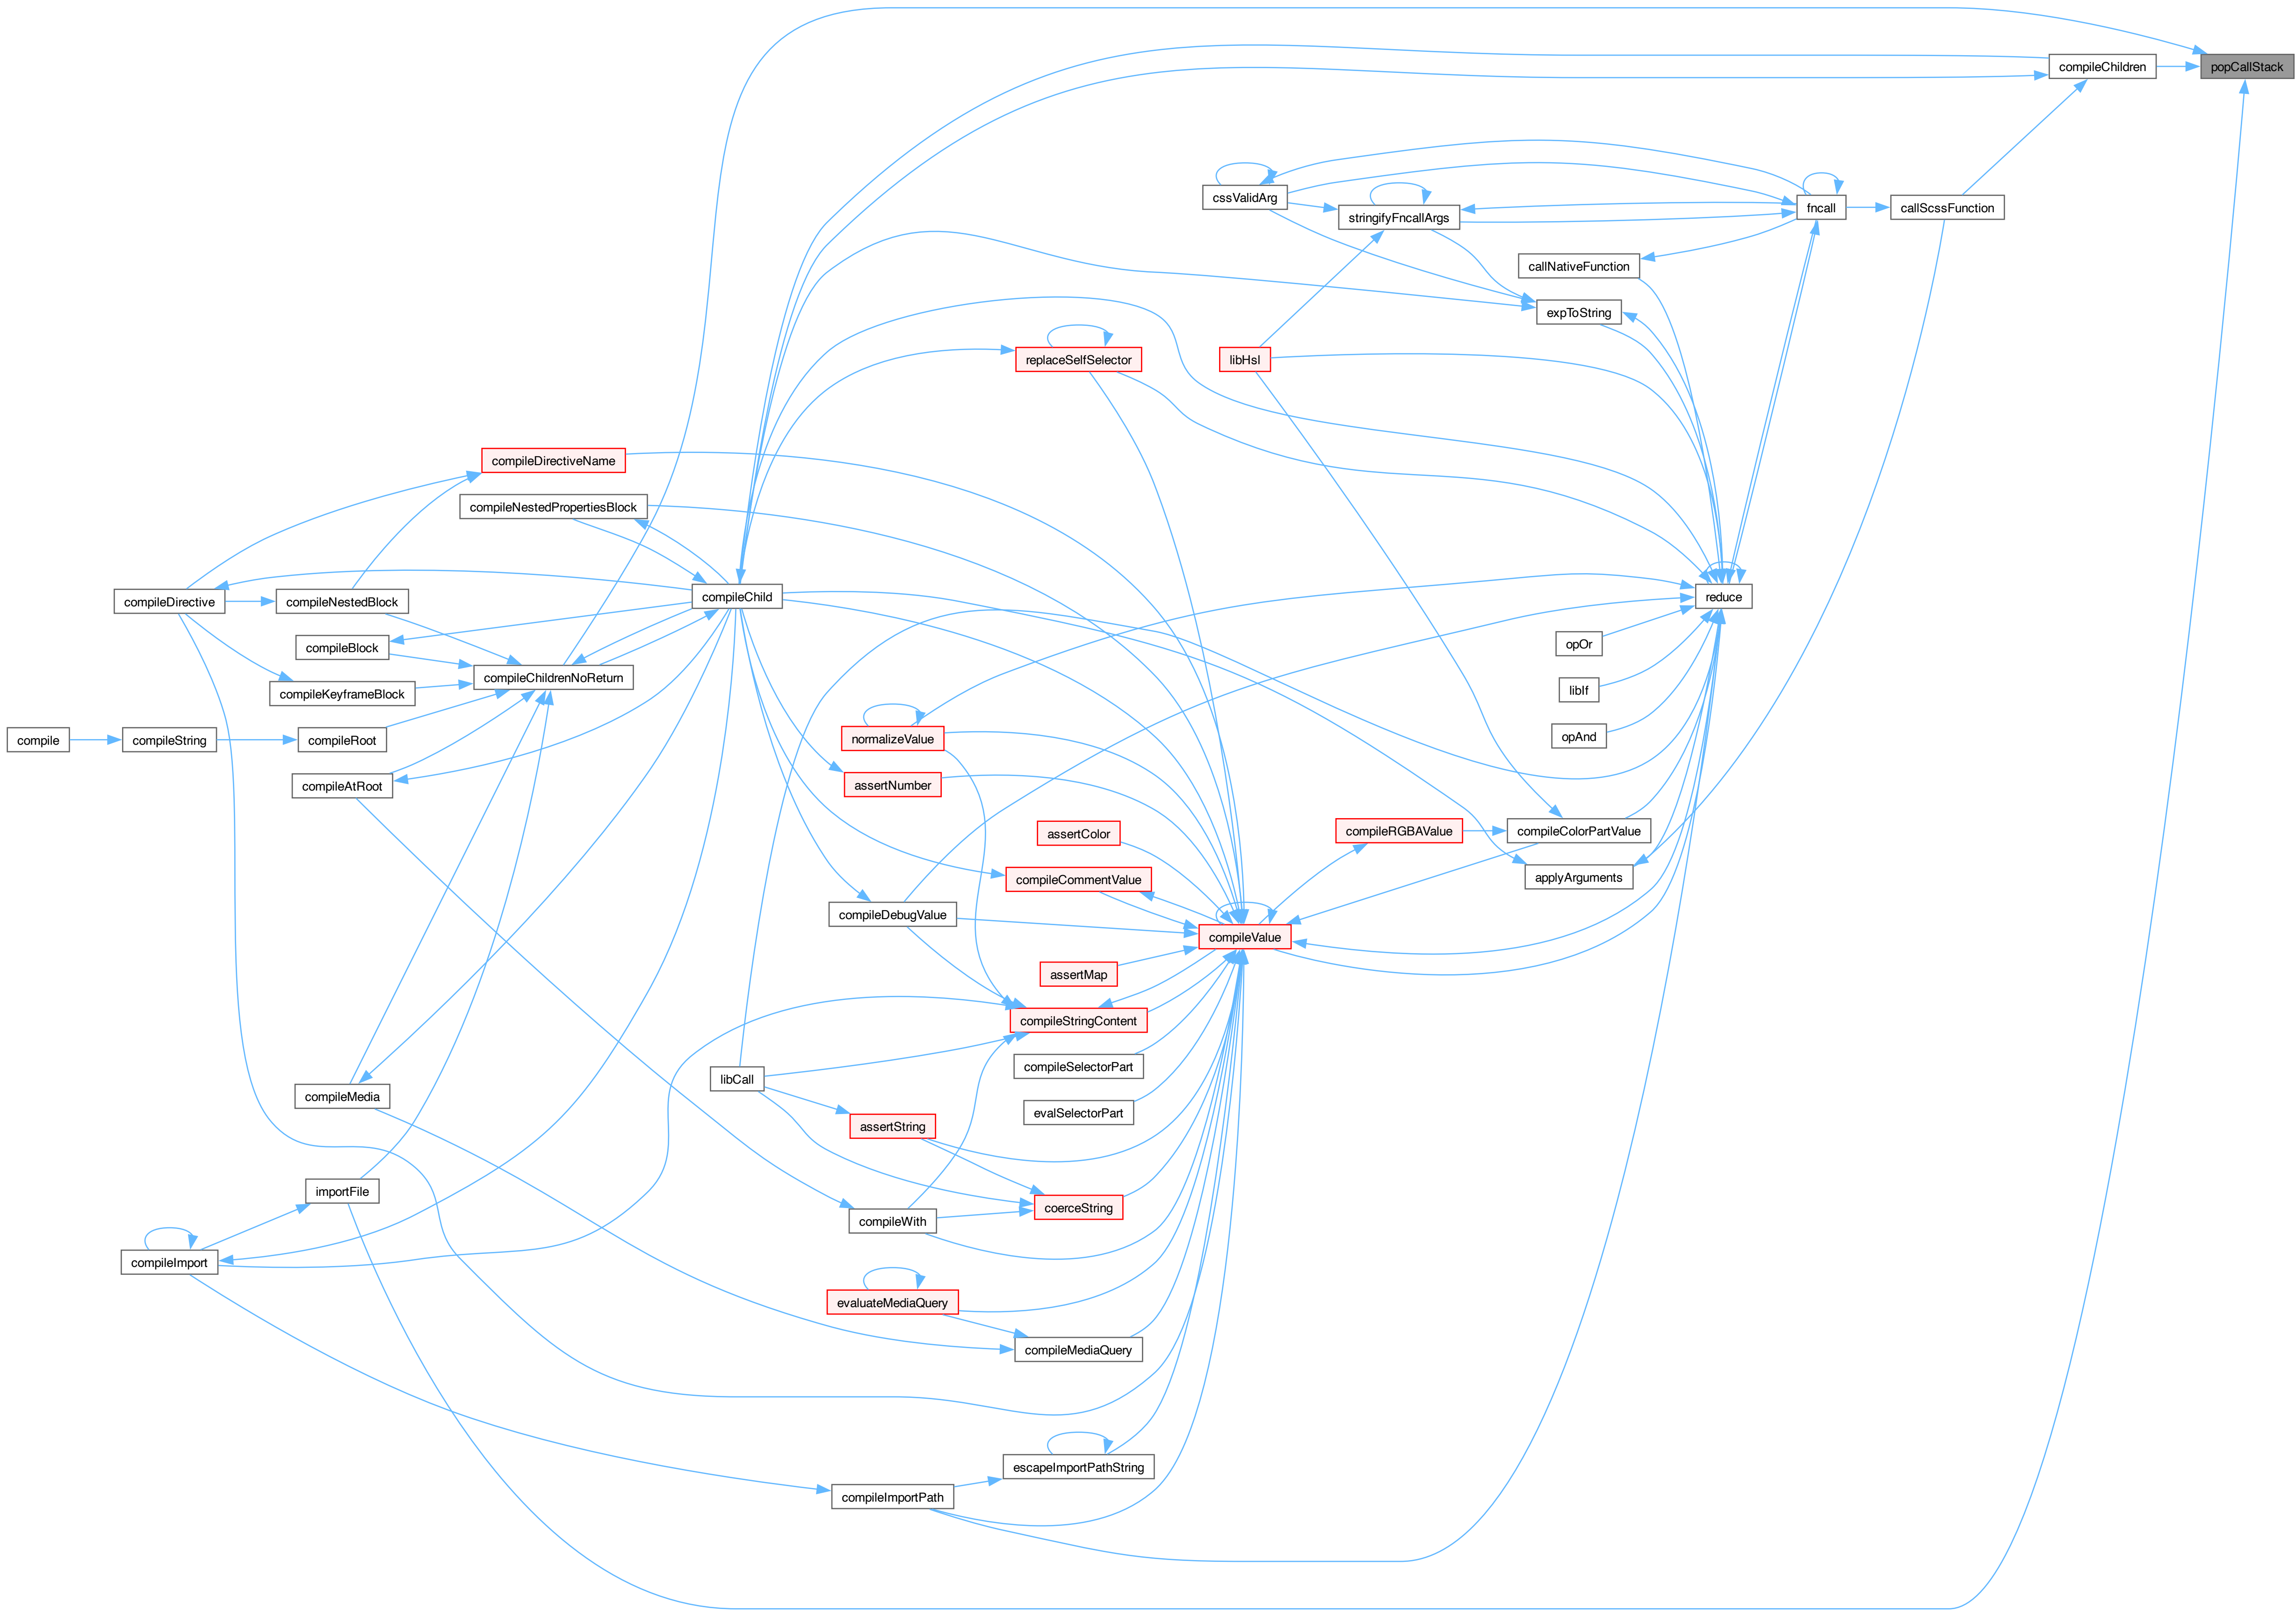 popCallStack
compileChildren
cssValidArg
fncall
callScssFunction
stringifyFncallArgs
callNativeFunction
expToString
replaceSelfSelector
libHsl
compileDirectiveName
compileNestedPropertiesBlock
compileDirective
compileNestedBlock
compileChild
reduce
opOr
compileBlock
compileChildrenNoReturn
compileKeyframeBlock
libIf
compile
compileString
compileRoot
normalizeValue
opAnd
compileAtRoot
assertNumber
assertColor
compileRGBAValue
compileColorPartValue
compileCommentValue
applyArguments
compileDebugValue
compileValue
assertMap
compileStringContent
compileSelectorPart
libCall
compileMedia
evalSelectorPart
assertString
importFile
coerceString
compileWith
compileImport
evaluateMediaQuery
compileMediaQuery
escapeImportPathString
compileImportPath